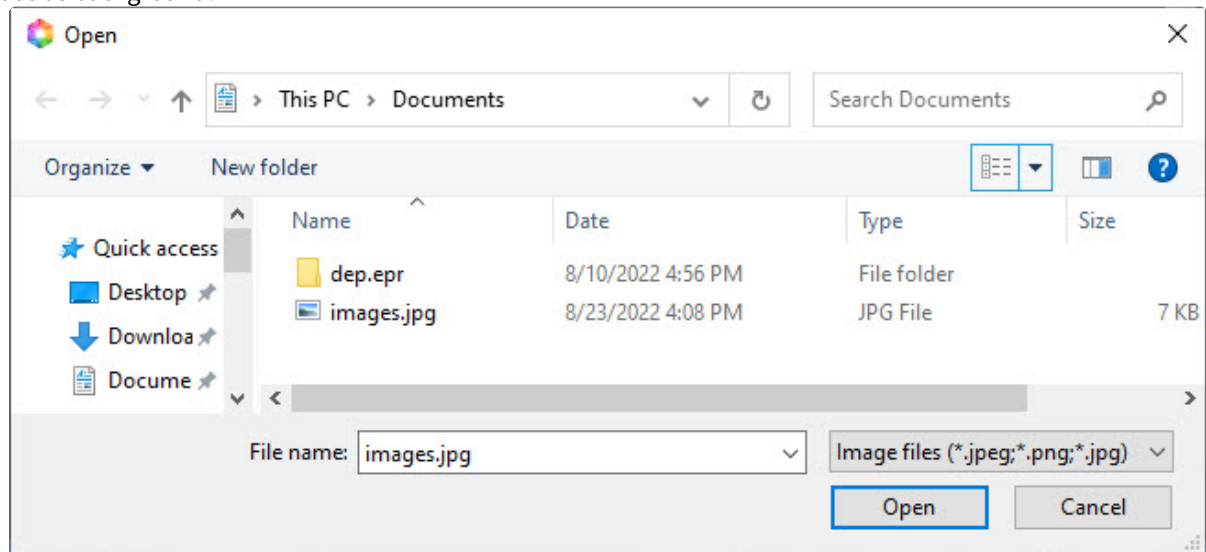 Open
This PC > Documents
Search Documents
Organize
New folder
Name Date Type Size
Quick access
Desktop
Downloa
Docume
dep.epr 8/10/2022 4:56 PM File folder
images.jpg 8/23/2022 4:08 PM JPG File 7 KB
File name: images.jpg
Image files (*.jpeg;*.png;*.jpg)
Open Cancel